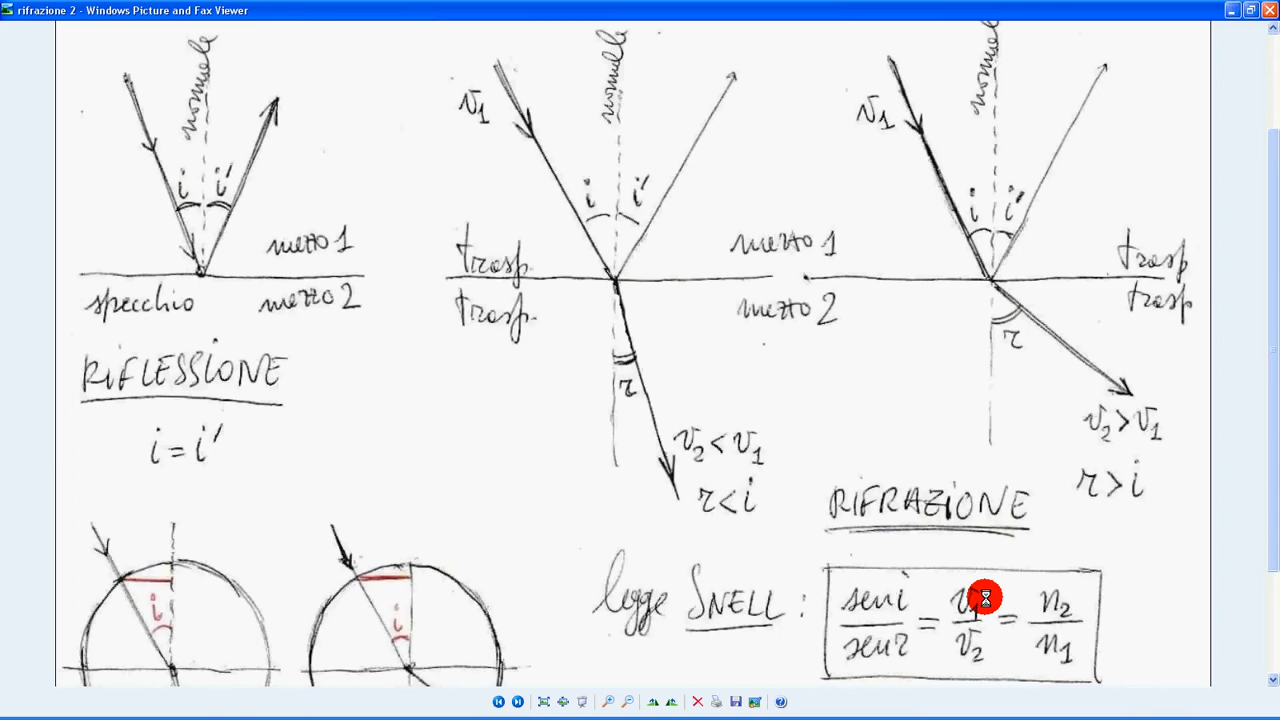 rifrazione 2 - Windows Picture and Fax Viewer
normale
i i'
mezzo 1
specchio mezzo 2
RIFLESSIONE
i = i'
normale
v1
i i'
trasp. mezzo 1
trasp. mezzo 2
r
v2 < v1
r < i
normale
v1
i i'
trasp
trasp
r
v2 > v1
r > i
RIFRAZIONE
legge SNELL : sen i / sen r = v1 / v2 = n2 / n1
i
i